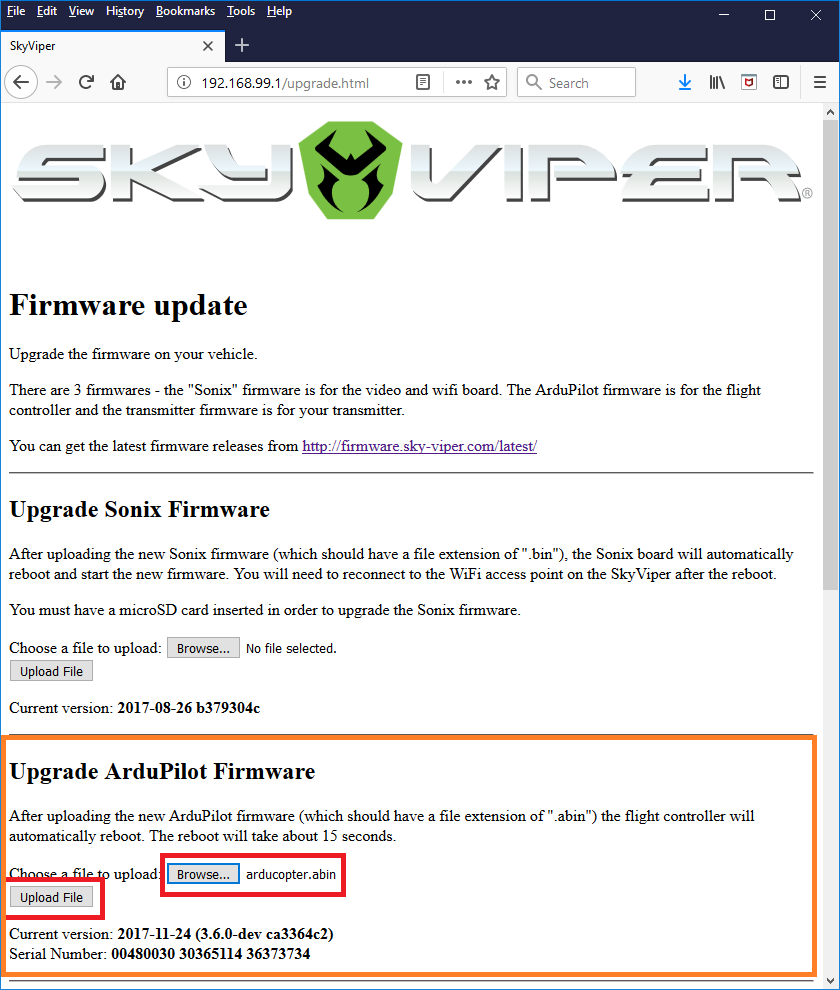 File Edit View History Bookmarks Tools Help
SkyViper
192.168.99.1/upgrade.html
Search
SKY VIPER®
Firmware update
Upgrade the firmware on your vehicle.
There are 3 firmwares - the "Sonix" firmware is for the video and wifi board. The ArduPilot firmware is for the flight
controller and the transmitter firmware is for your transmitter.
You can get the latest firmware releases from http://firmware.sky-viper.com/latest/
Upgrade Sonix Firmware
After uploading the new Sonix firmware (which should have a file extension of ".bin"), the Sonix board will automatically
reboot and start the new firmware. You will need to reconnect to the WiFi access point on the SkyViper after the reboot.
You must have a microSD card inserted in order to upgrade the Sonix firmware.
Choose a file to upload: Browse... No file selected.
Upload File
Current version: 2017-08-26 b379304c
Upgrade ArduPilot Firmware
After uploading the new ArduPilot firmware (which should have a file extension of ".abin") the flight controller will
automatically reboot. The reboot will take about 15 seconds.
Choose a file to upload: Browse... arducopter.abin
Upload File
Current version: 2017-11-24 (3.6.0-dev ca3364c2)
Serial Number: 00480030 30365114 36373734